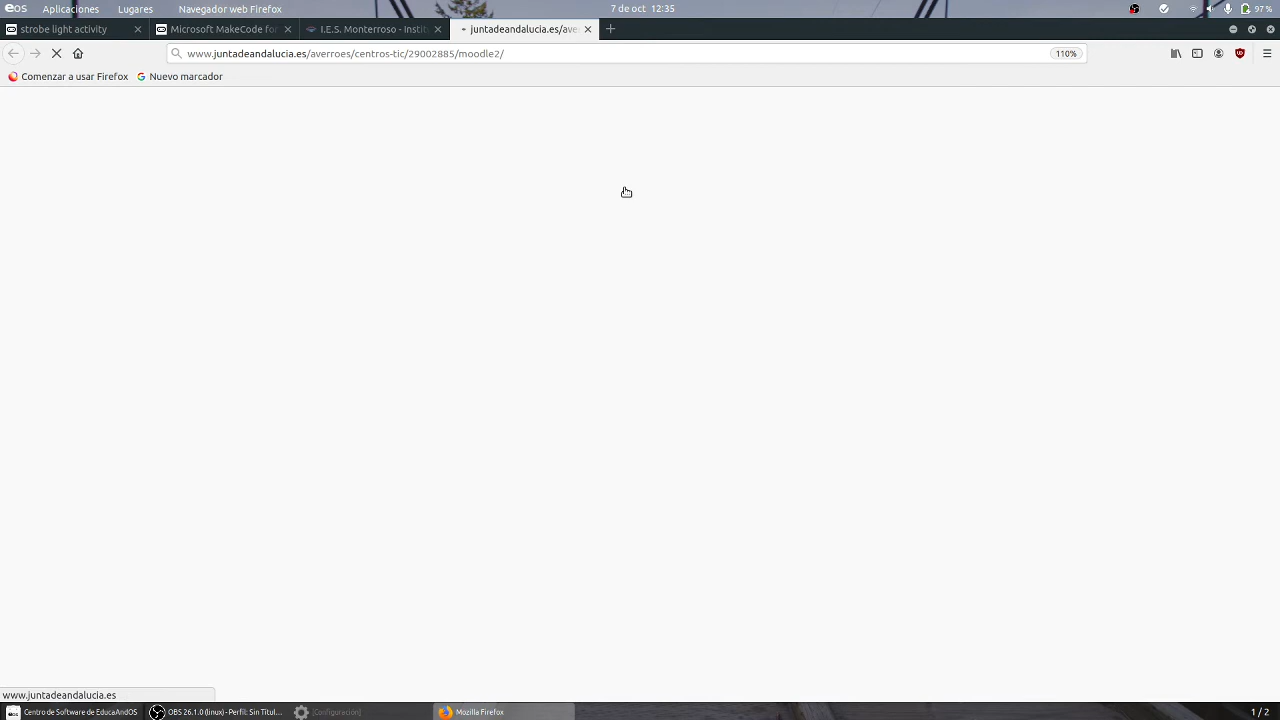 eos Aplicaciones Lugares Navegador web Firefox 7 de oct 12:35 97 %
strobe light activity Microsoft MakeCode for I.E.S. Monterroso - Instit juntadeandalucia.es/ave
www.juntadeandalucia.es/averroes/centros-tic/29002885/moodle2/ 110%
Comenzar a usar Firefox Nuevo marcador
www.juntadeandalucia.es
Centro de Software de EducaAndOS OBS 26.1.0 (linux) - Perfil: Sin Títul... [Configuración] Mozilla Firefox 1 / 2